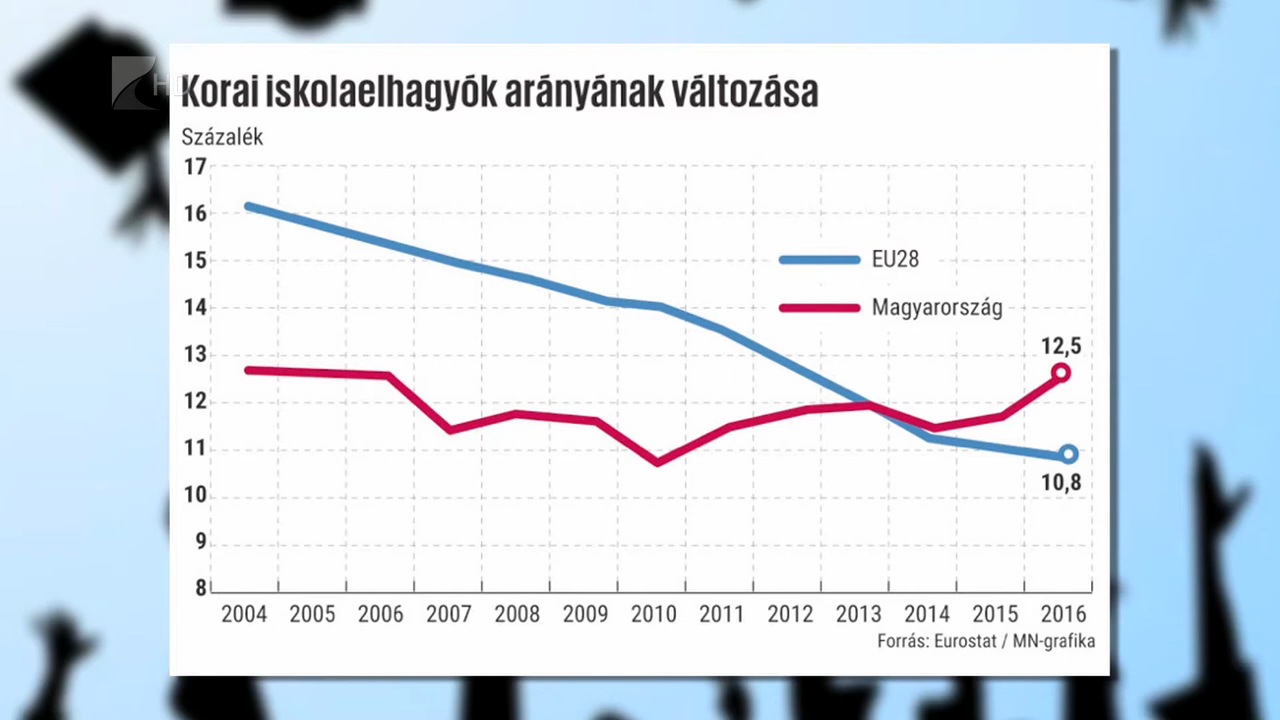 HD
Korai iskolaelhagyók arányának változása
Százalék
17
16
15
14
13
12
11
10
9
8
EU28
Magyarország
12,5
10,8
2004 2005 2006 2007 2008 2009 2010 2011 2012 2013 2014 2015 2016
Forrás: Eurostat / MN-grafika